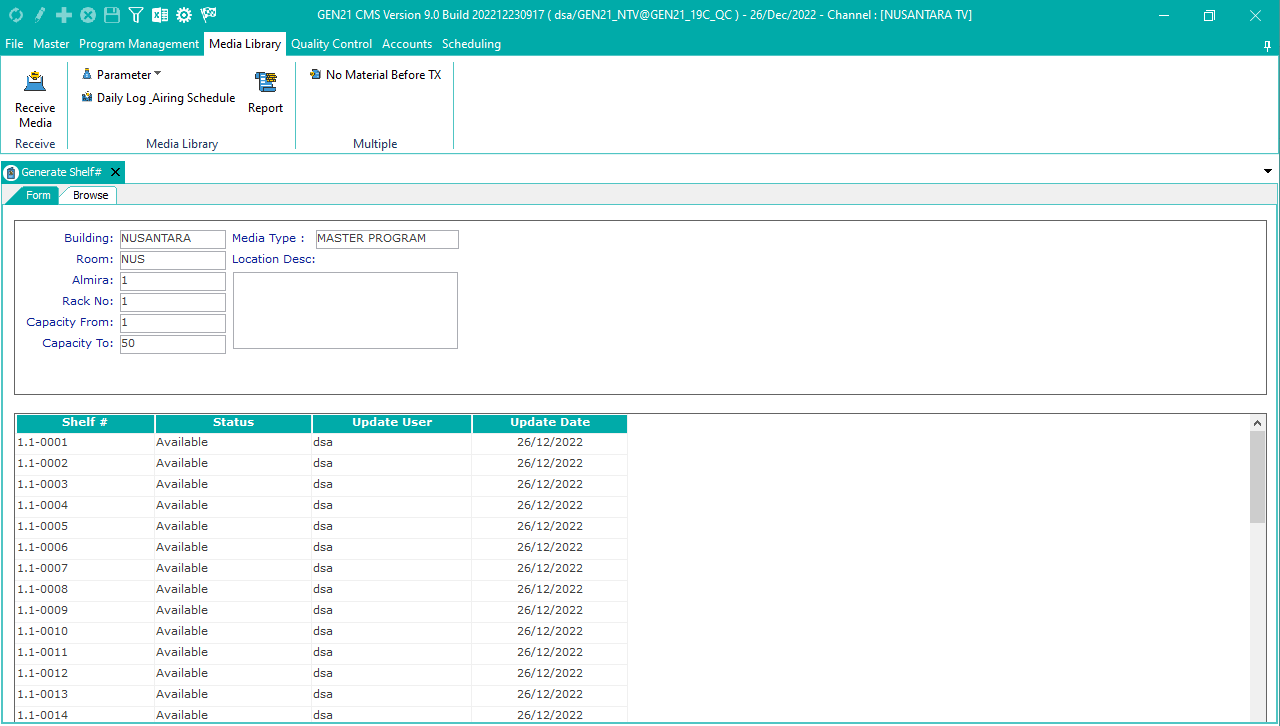 GEN21 CMS Version 9.0 Build 202212230917 ( dsa/GEN21_NTV@GEN21_19C_QC ) - 26/Dec/2022 - Channel : [NUSANTARA TV]
File Master Program Management Media Library Quality Control Accounts Scheduling
Receive Media
Receive
Parameter
Daily Log _Airing Schedule
Report
Media Library
No Material Before TX
Multiple
Generate Shelf#
Form Browse
Building: NUSANTARA Media Type : MASTER PROGRAM
Room: NUS Location Desc:
Almira: 1
Rack No: 1
Capacity From: 1
Capacity To: 50
Shelf # Status Update User Update Date
1.1-0001 Available dsa 26/12/2022
1.1-0002 Available dsa 26/12/2022
1.1-0003 Available dsa 26/12/2022
1.1-0004 Available dsa 26/12/2022
1.1-0005 Available dsa 26/12/2022
1.1-0006 Available dsa 26/12/2022
1.1-0007 Available dsa 26/12/2022
1.1-0008 Available dsa 26/12/2022
1.1-0009 Available dsa 26/12/2022
1.1-0010 Available dsa 26/12/2022
1.1-0011 Available dsa 26/12/2022
1.1-0012 Available dsa 26/12/2022
1.1-0013 Available dsa 26/12/2022
1.1-0014 Available dsa 26/12/2022